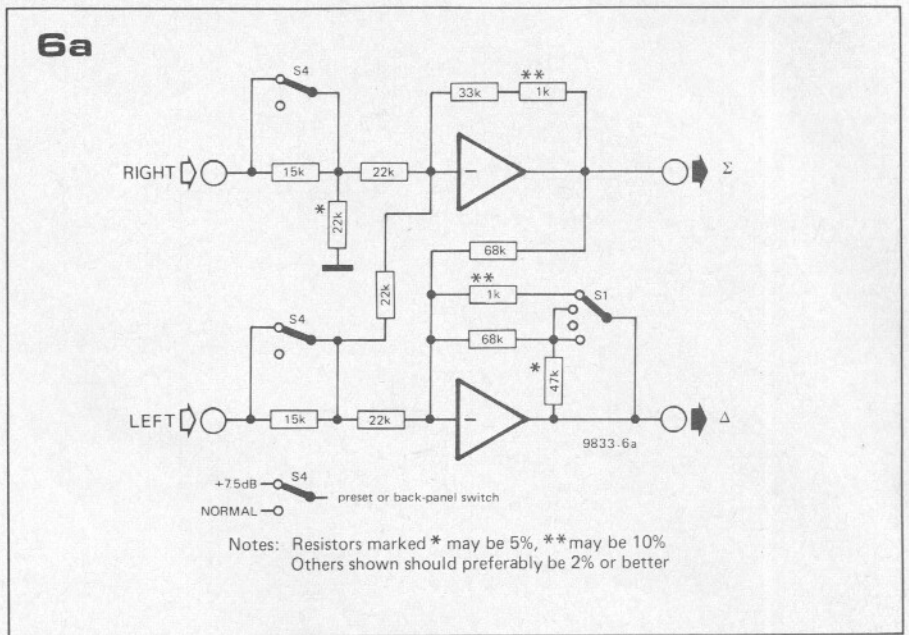 6a
S4
**
33k
1k
RIGHT
15k
22k
Σ
*
22k
68k
**
22k
1k
S1
S4
68k
*
47k
LEFT
15k
22k
Δ
9833-6a
+7.5dB
S4
preset or back-panel switch
NORMAL
Notes: Resistors marked * may be 5%, ** may be 10%
Others shown should preferably be 2% or better